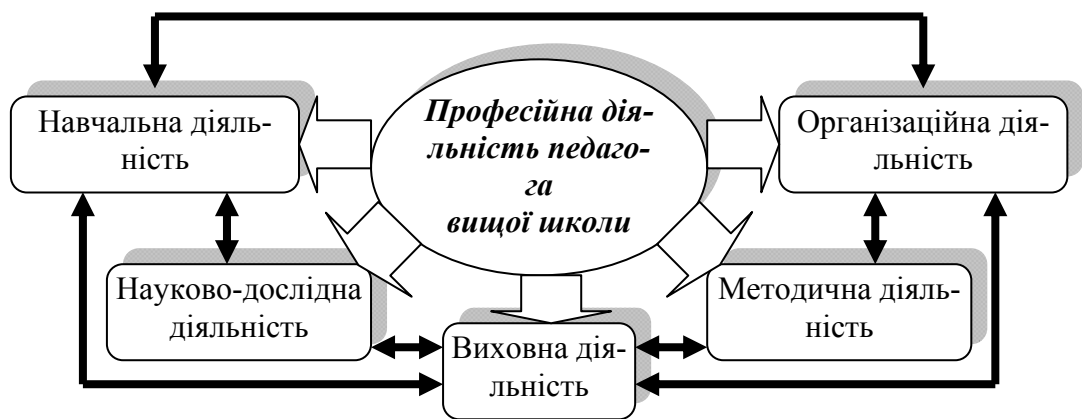 Професійна дія-
льність педаго-
га
вищої школи
Навчальна діяль-
ність
Організаційна дія-
льність
Науково-дослідна
діяльність
Методична діяль-
ність
Виховна дія-
льність